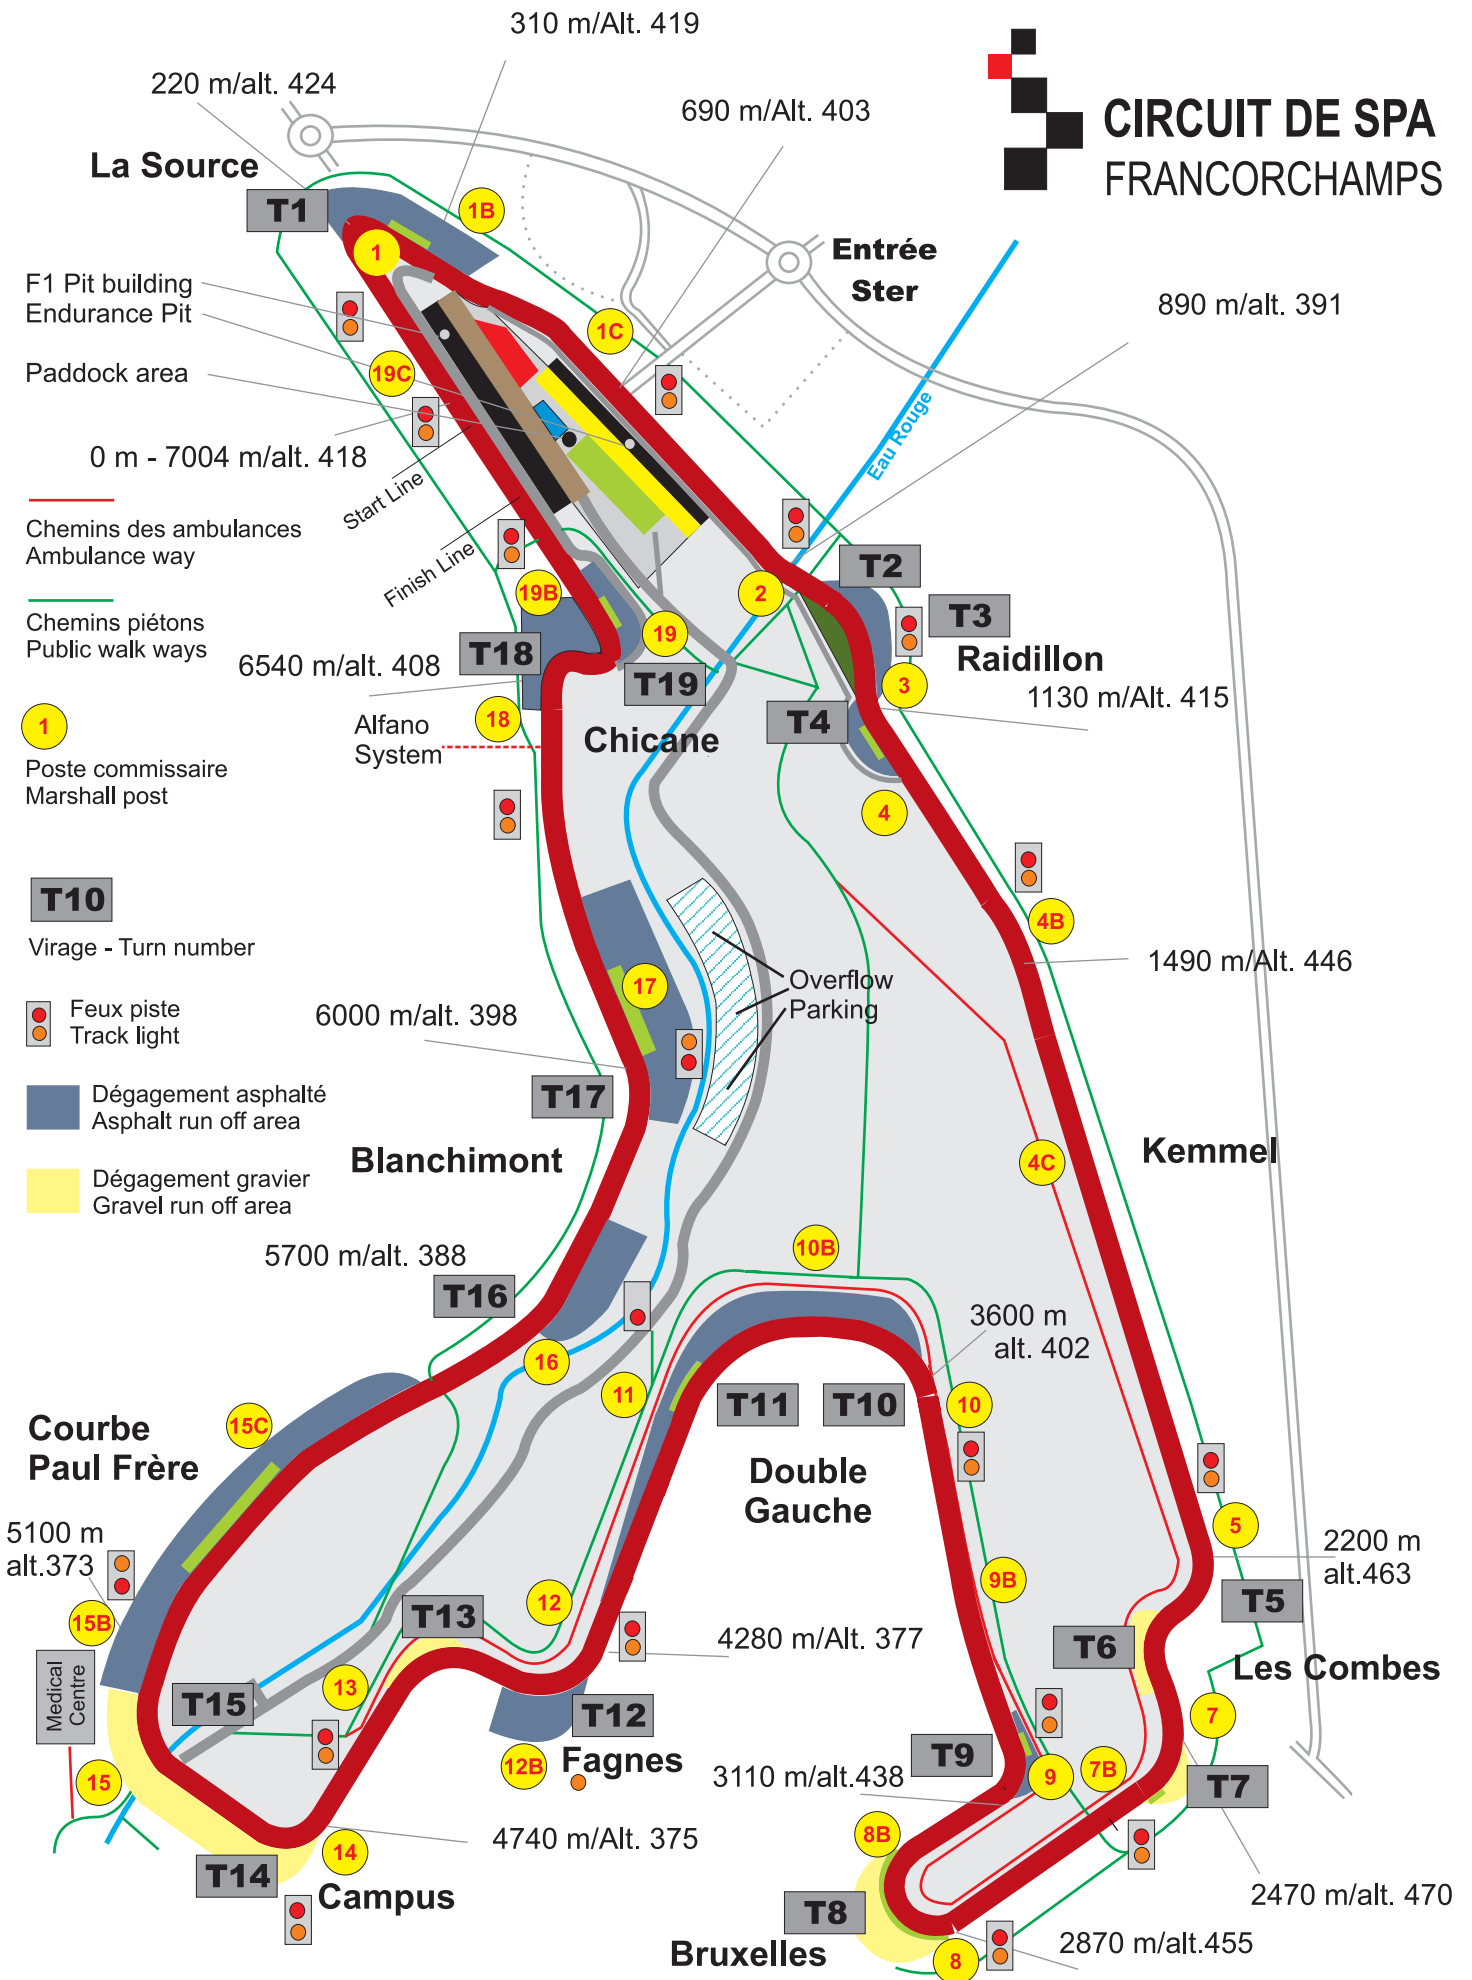 310 m/Alt. 419
220 m/alt. 424
690 m/Alt. 403
CIRCUIT DE SPA
FRANCORCHAMPS
La Source
T1
1B
1
Entrée
Ster
F1 Pit building
Endurance Pit
890 m/alt. 391
1C
Paddock area
19C
Eau Rouge
0 m - 7004 m/alt. 418
Start Line
Finish Line
Chemins des ambulances
Ambulance way
Chemins piétons
Public walk ways
19B
2
T2
T3
Raidillon
T18
19
6540 m/alt. 408
T19
3
1130 m/Alt. 415
18
T4
1
Alfano
System
Chicane
Poste commissaire
Marshall post
4
T10
Virage - Turn number
4B
1490 m/Alt. 446
17
Overflow
Parking
Feux piste
Track light
6000 m/alt. 398
T17
Dégagement asphalté
Asphalt run off area
Blanchimont
4C
Kemmel
Dégagement gravier
Gravel run off area
10B
5700 m/alt. 388
T16
3600 m
alt. 402
16
11
T11
T10
10
15C
Courbe
Paul Frère
Double
Gauche
5
5100 m
alt.373
2200 m
alt.463
9B
T5
15B
T13
12
4280 m/Alt. 377
T6
Les Combes
Medical
Centre
T15
13
T12
7
12B
Fagnes
T9
9
7B
3110 m/alt.438
T7
15
8B
4740 m/Alt. 375
14
T14
Campus
2470 m/alt. 470
T8
Bruxelles
8
2870 m/alt.455